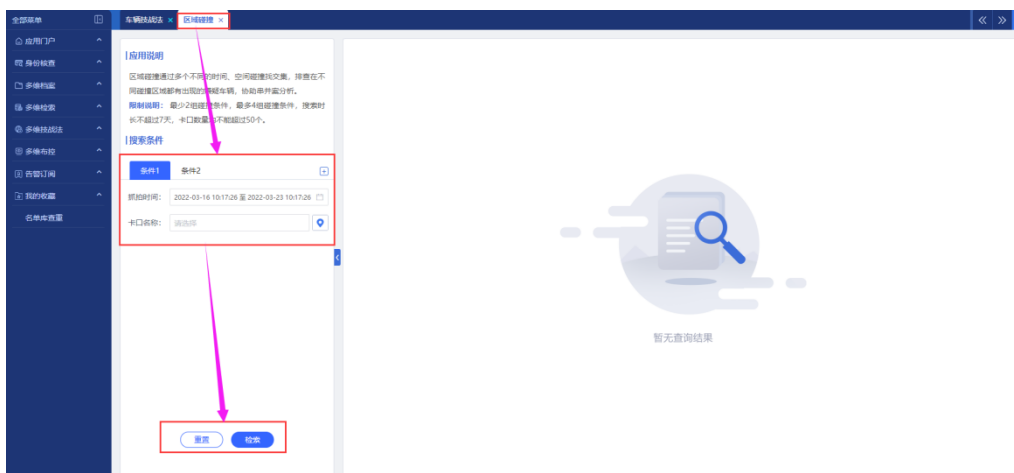 全部菜单
车辆技战法 ×
区域碰撞 ×
应用门户
身份核查
多维档案
多维检索
多维技战法
多维布控
告警订阅
我的收藏
名单库查重
应用说明
区域碰撞通过多个不同的时间、空间碰撞找交集，排查在不
同碰撞区域都有出现的嫌疑车辆，协助串并案分析。
限制说明： 最少2组碰撞条件，最多4组碰撞条件，搜索时
长不超过7天，卡口数量 不能超过50个。
搜索条件
条件1
条件2
抓拍时间： 2022-03-16 10:17:26 至 2022-03-23 10:17:26
卡口名称： 请选择
重置
检索
暂无查询结果